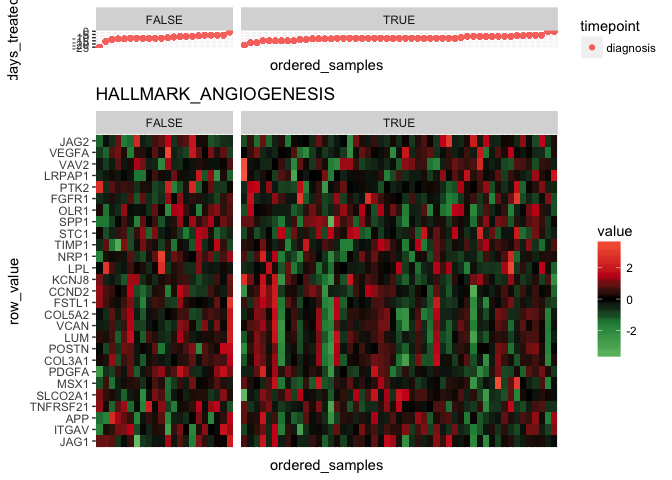 FALSE TRUE
days_treated
timepoint
diagnosis
ordered_samples
HALLMARK_ANGIOGENESIS
FALSE TRUE
JAG2
VEGFA
VAV2
LRPAP1
PTK2
FGFR1
OLR1
SPP1
STC1
TIMP1
NRP1
LPL
KCNJ8
CCND2
FSTL1
COL5A2
VCAN
LUM
POSTN
COL3A1
PDGFA
MSX1
SLCO2A1
TNFRSF21
APP
ITGAV
JAG1
row_value
value
2
0
-2
ordered_samples